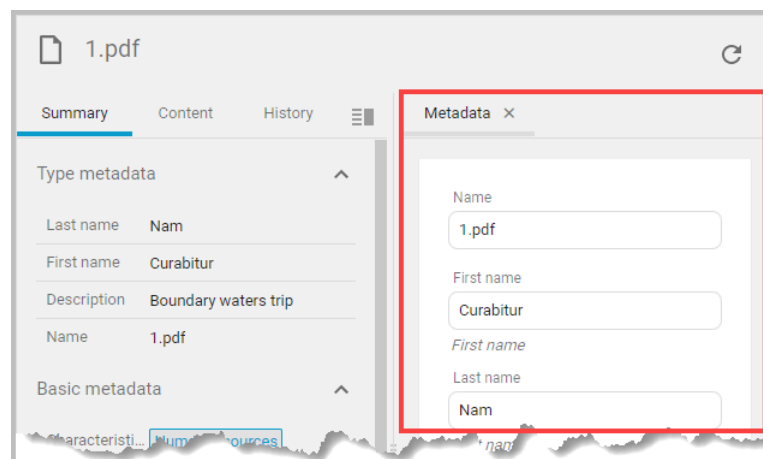 1.pdf
Summary Content History
Type metadata
Last name Nam
First name Curabitur
Description Boundary waters trip
Name 1.pdf
Basic metadata
Metadata ×
Name
1.pdf
First name
Curabitur
First name
Last name
Nam